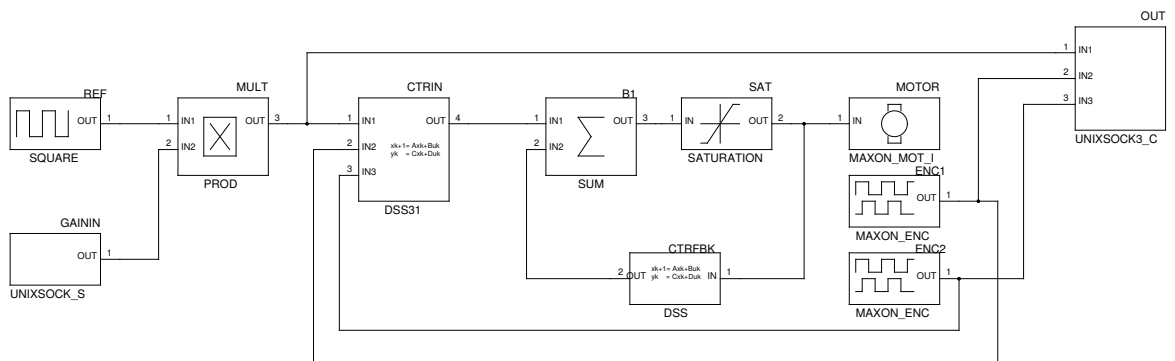 OUT
1 IN1
2 IN2
3 IN3
UNIXSOCK3_C
REF
OUT 1
SQUARE
MULT
1 IN1 OUT 3
2 IN2
PROD
GAININ
OUT 1
UNIXSOCK_S
CTRIN
1 IN1 OUT 4
2 IN2
3 IN3
xk+1= Axk+Buk
yk = Cxk+Duk
DSS31
B1
1 IN1 OUT 3
2 IN2
SUM
SAT
1 IN OUT 2
SATURATION
MOTOR
1 IN
MAXON_MOT_I
ENC1
OUT 1
MAXON_ENC
ENC2
OUT 1
MAXON_ENC
CTRFBK
xk+1= Axk+Buk
yk = Cxk+Duk
2 OUT IN 1
DSS